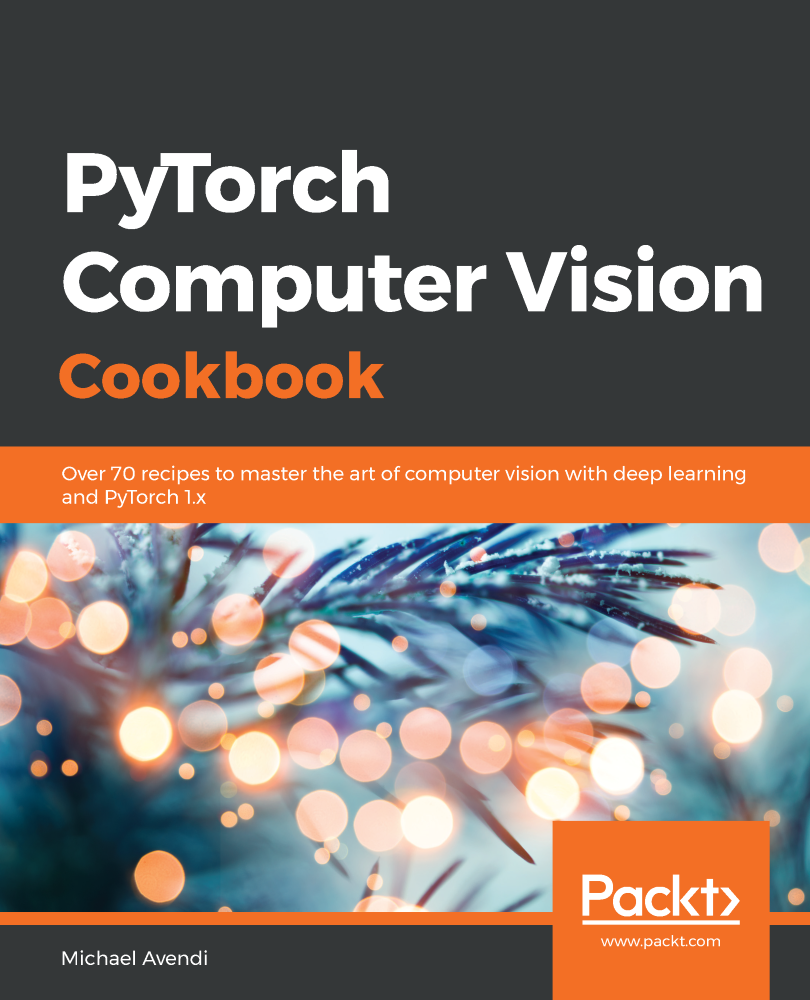 PyTorch
Computer Vision
Cookbook
Over 70 recipes to master the art of computer vision with deep learning
and PyTorch 1.x
Packt>
www.packt.com
Michael Avendi